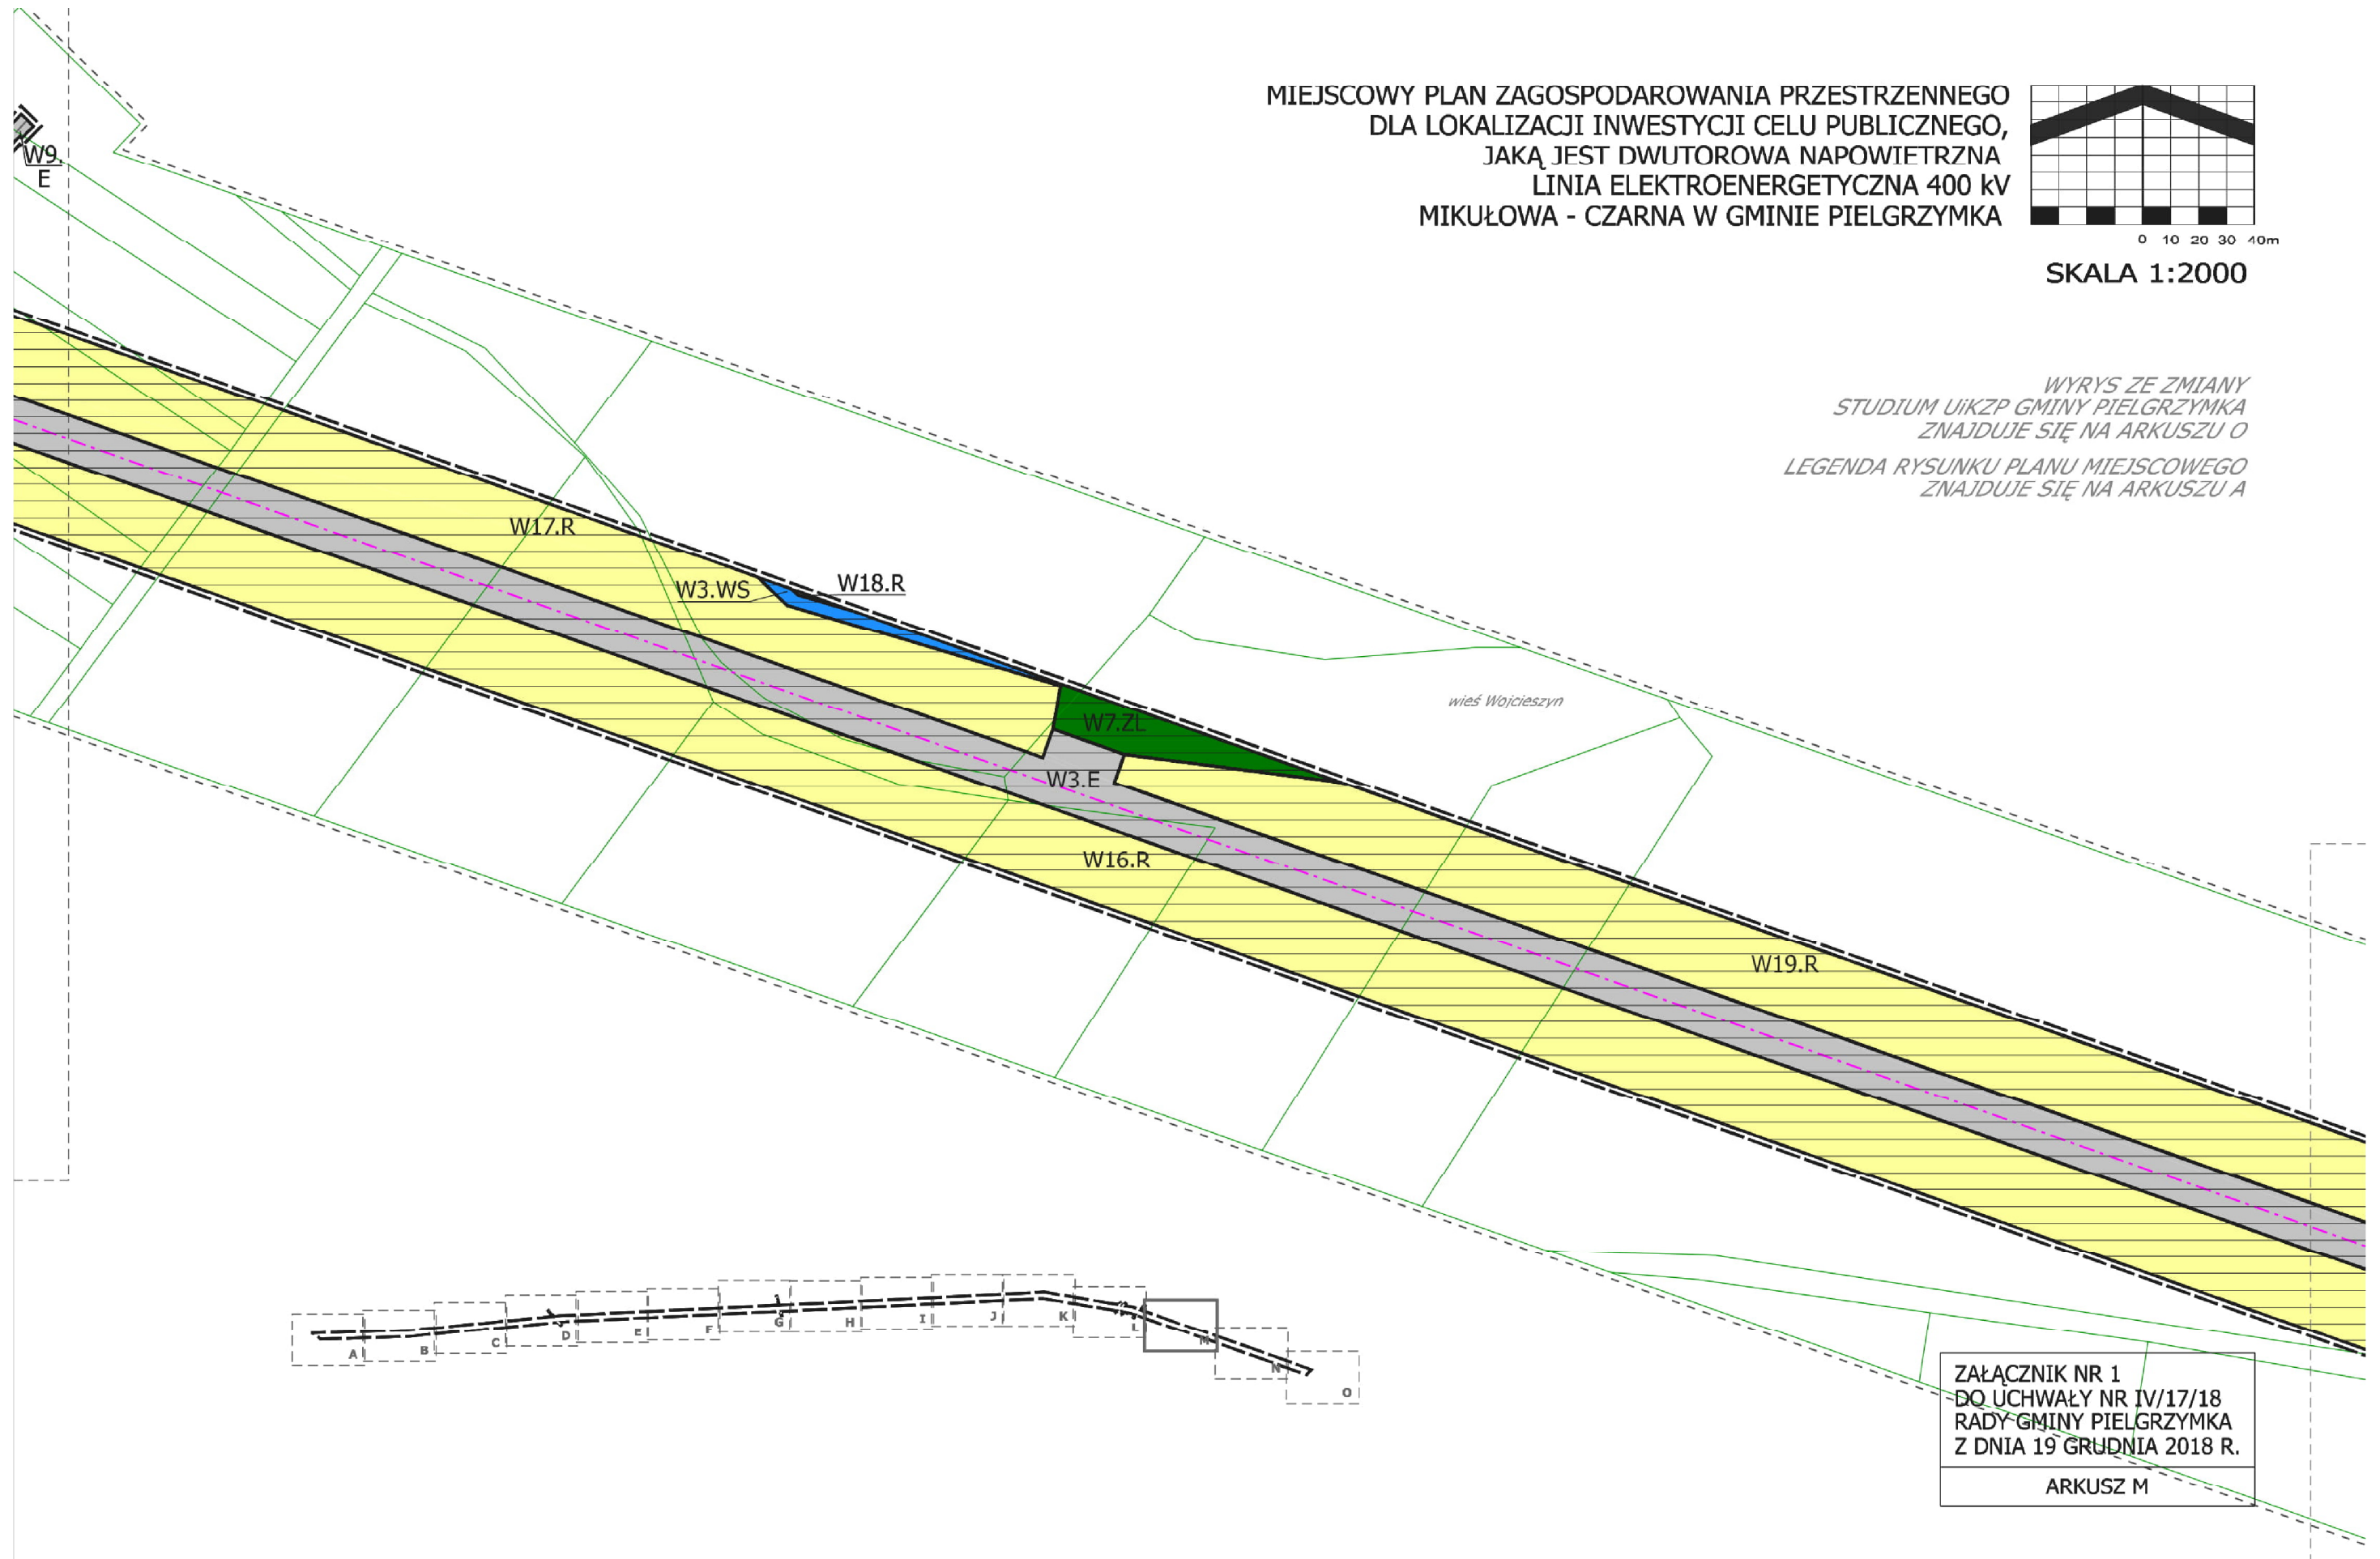 MIEJSCOWY PLAN ZAGOSPODAROWANIA PRZESTRZENNEGO
DLA LOKALIZACJI INWESTYCJI CELU PUBLICZNEGO,
JAKĄ JEST DWUTOROWA NAPOWIETRZNA
LINIA ELEKTROENERGETYCZNA 400 kV
MIKUŁOWA - CZARNA W GMINIE PIELGRZYMKA
0 10 20 30 40m
SKALA 1:2000
WYRYS ZE ZMIANY
STUDIUM UiKZP GMINY PIELGRZYMKA
ZNAJDUJE SIĘ NA ARKUSZU O
LEGENDA RYSUNKU PLANU MIEJSCOWEGO
ZNAJDUJE SIĘ NA ARKUSZU A
W9.
E
W17.R
W3.WS
W18.R
wieś Wojcieszyn
W7.ZL
W3.E
W16.R
W19.R
A B C D E F G H I J K L M N O
ZAŁĄCZNIK NR 1
DO UCHWAŁY NR IV/17/18
RADY GMINY PIELGRZYMKA
Z DNIA 19 GRUDNIA 2018 R.
ARKUSZ M